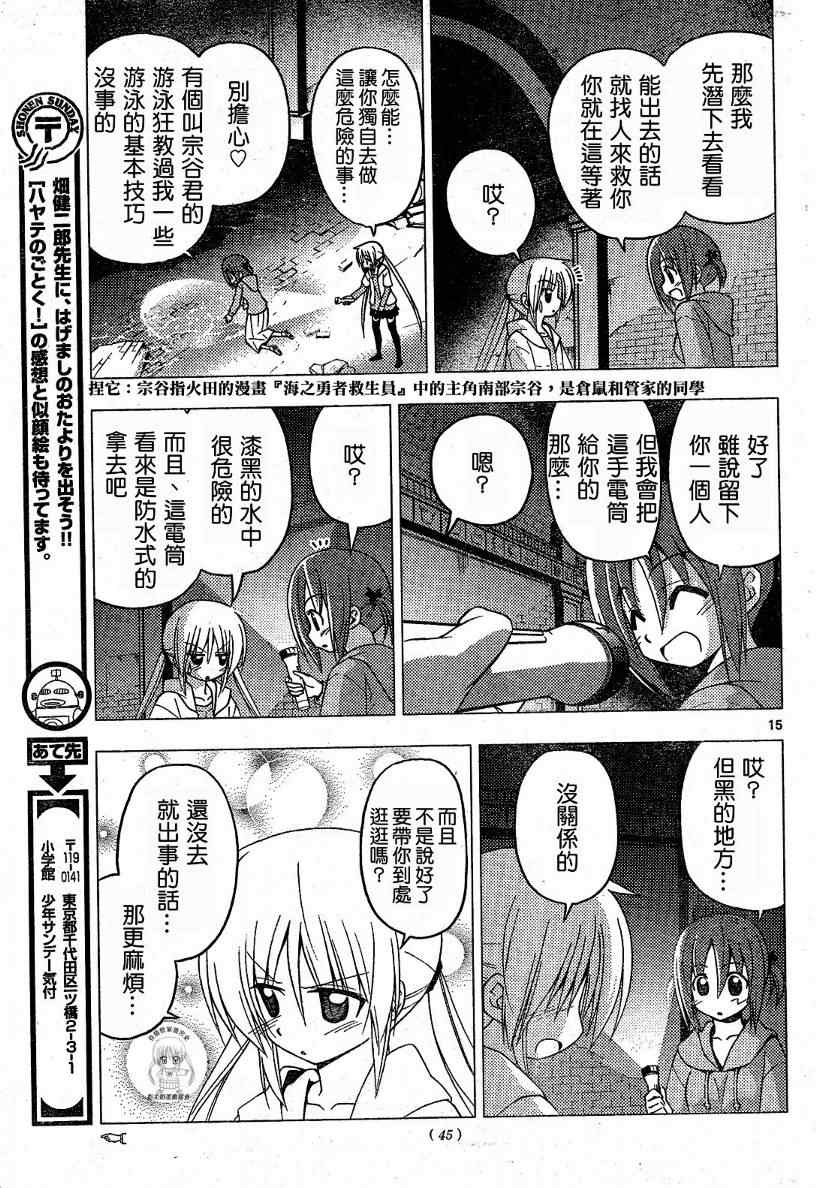 那麼我
先潛下去看看
能出去的話
就找人來救你
你就在這等著
哎？
怎麼能…
讓你獨自去做
這麼危險的事…
別擔心♡
有個叫宗谷君的
游泳狂教過我一些
游泳的基本技巧
沒事的
捏它：宗谷指火田的漫畫『海之勇者救生員』中的主角南部宗谷，是倉鼠和管家的同學
好了
雖說留下
你一個人
但我會把
這手電筒
給你的
那麼…
嗯？
哎？
漆黑的水中
很危險的
而且、這電筒
看來是防水式的
拿去吧
15
哎？
但黑的地方…
沒關係的
而且
不是說好了
要帶你到處
逛逛嗎？
還沒去
就出事的話…
那更麻煩…
(45)
SHONEN SUNDAY
〒
畑健二郎先生に、はげましのおたよりを出そう!!
【ハヤテのごとく!】の感想と似顔絵も待ってます。
あて先
〒119-0141 東京都千代田区一ツ橋2-3-1
小学館 少年サンデー気付